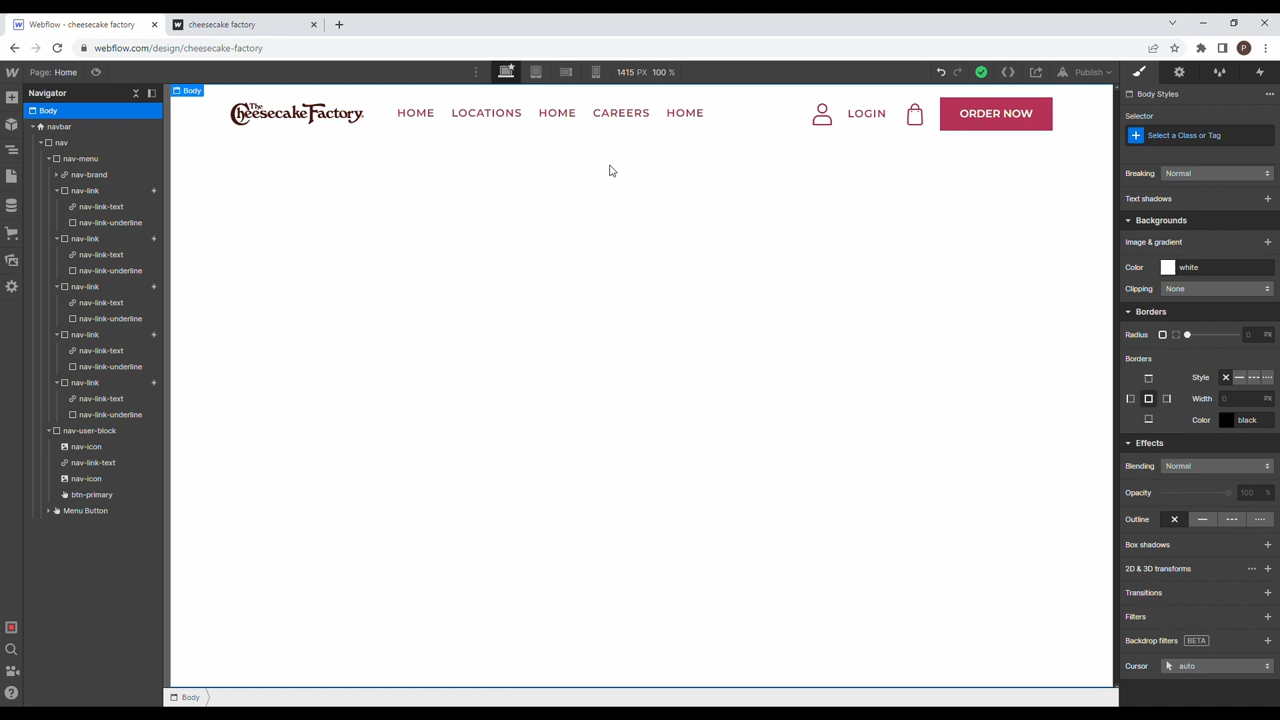 Webflow - cheesecake factory
cheesecake factory
webflow.com/design/cheesecake-factory
P
Page: Home
1415 PX 100 %
Publish
Navigator
Body
navbar
nav
nav-menu
nav-brand
nav-link
nav-link-text
nav-link-underline
nav-link
nav-link-text
nav-link-underline
nav-link
nav-link-text
nav-link-underline
nav-link
nav-link-text
nav-link-underline
nav-link
nav-link-text
nav-link-underline
nav-user-block
nav-icon
nav-link-text
nav-icon
btn-primary
Menu Button
Body
The Cheesecake Factory
HOME LOCATIONS HOME CAREERS HOME
LOGIN
ORDER NOW
Body
Body Styles
Selector
Select a Class or Tag
Breaking Normal
Text shadows
Backgrounds
Image & gradient
Color white
Clipping None
Borders
Radius 0 PX
Borders
Style
Width 0 PX
Color black
Effects
Blending Normal
Opacity 100 %
Outline
Box shadows
2D & 3D transforms
Transitions
Filters
Backdrop filters BETA
Cursor auto